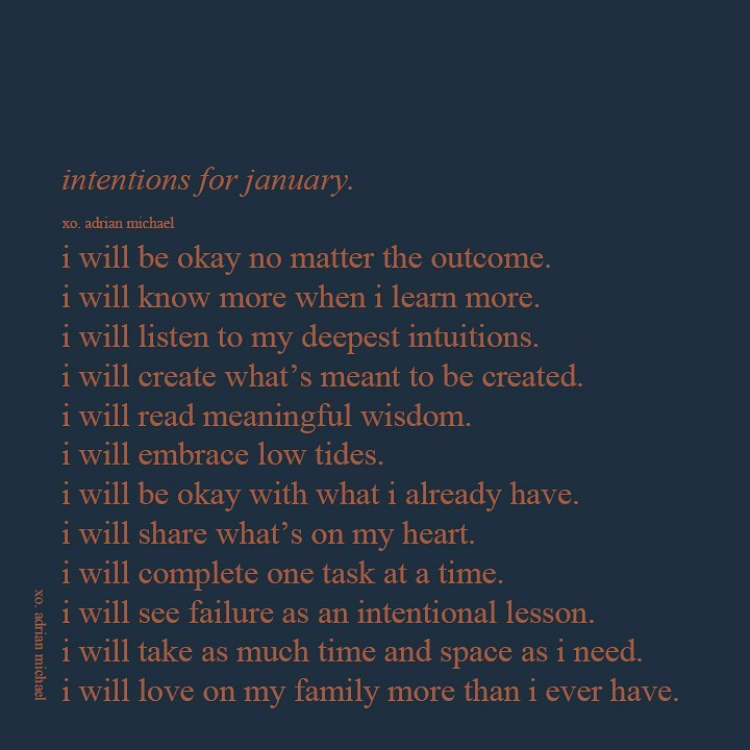 intentions for january.
xo. adrian michael
i will be okay no matter the outcome.
i will know more when i learn more.
i will listen to my deepest intuitions.
i will create what’s meant to be created.
i will read meaningful wisdom.
i will embrace low tides.
i will be okay with what i already have.
i will share what’s on my heart.
i will complete one task at a time.
i will see failure as an intentional lesson.
i will take as much time and space as i need.
i will love on my family more than i ever have.
xo. adrian michael